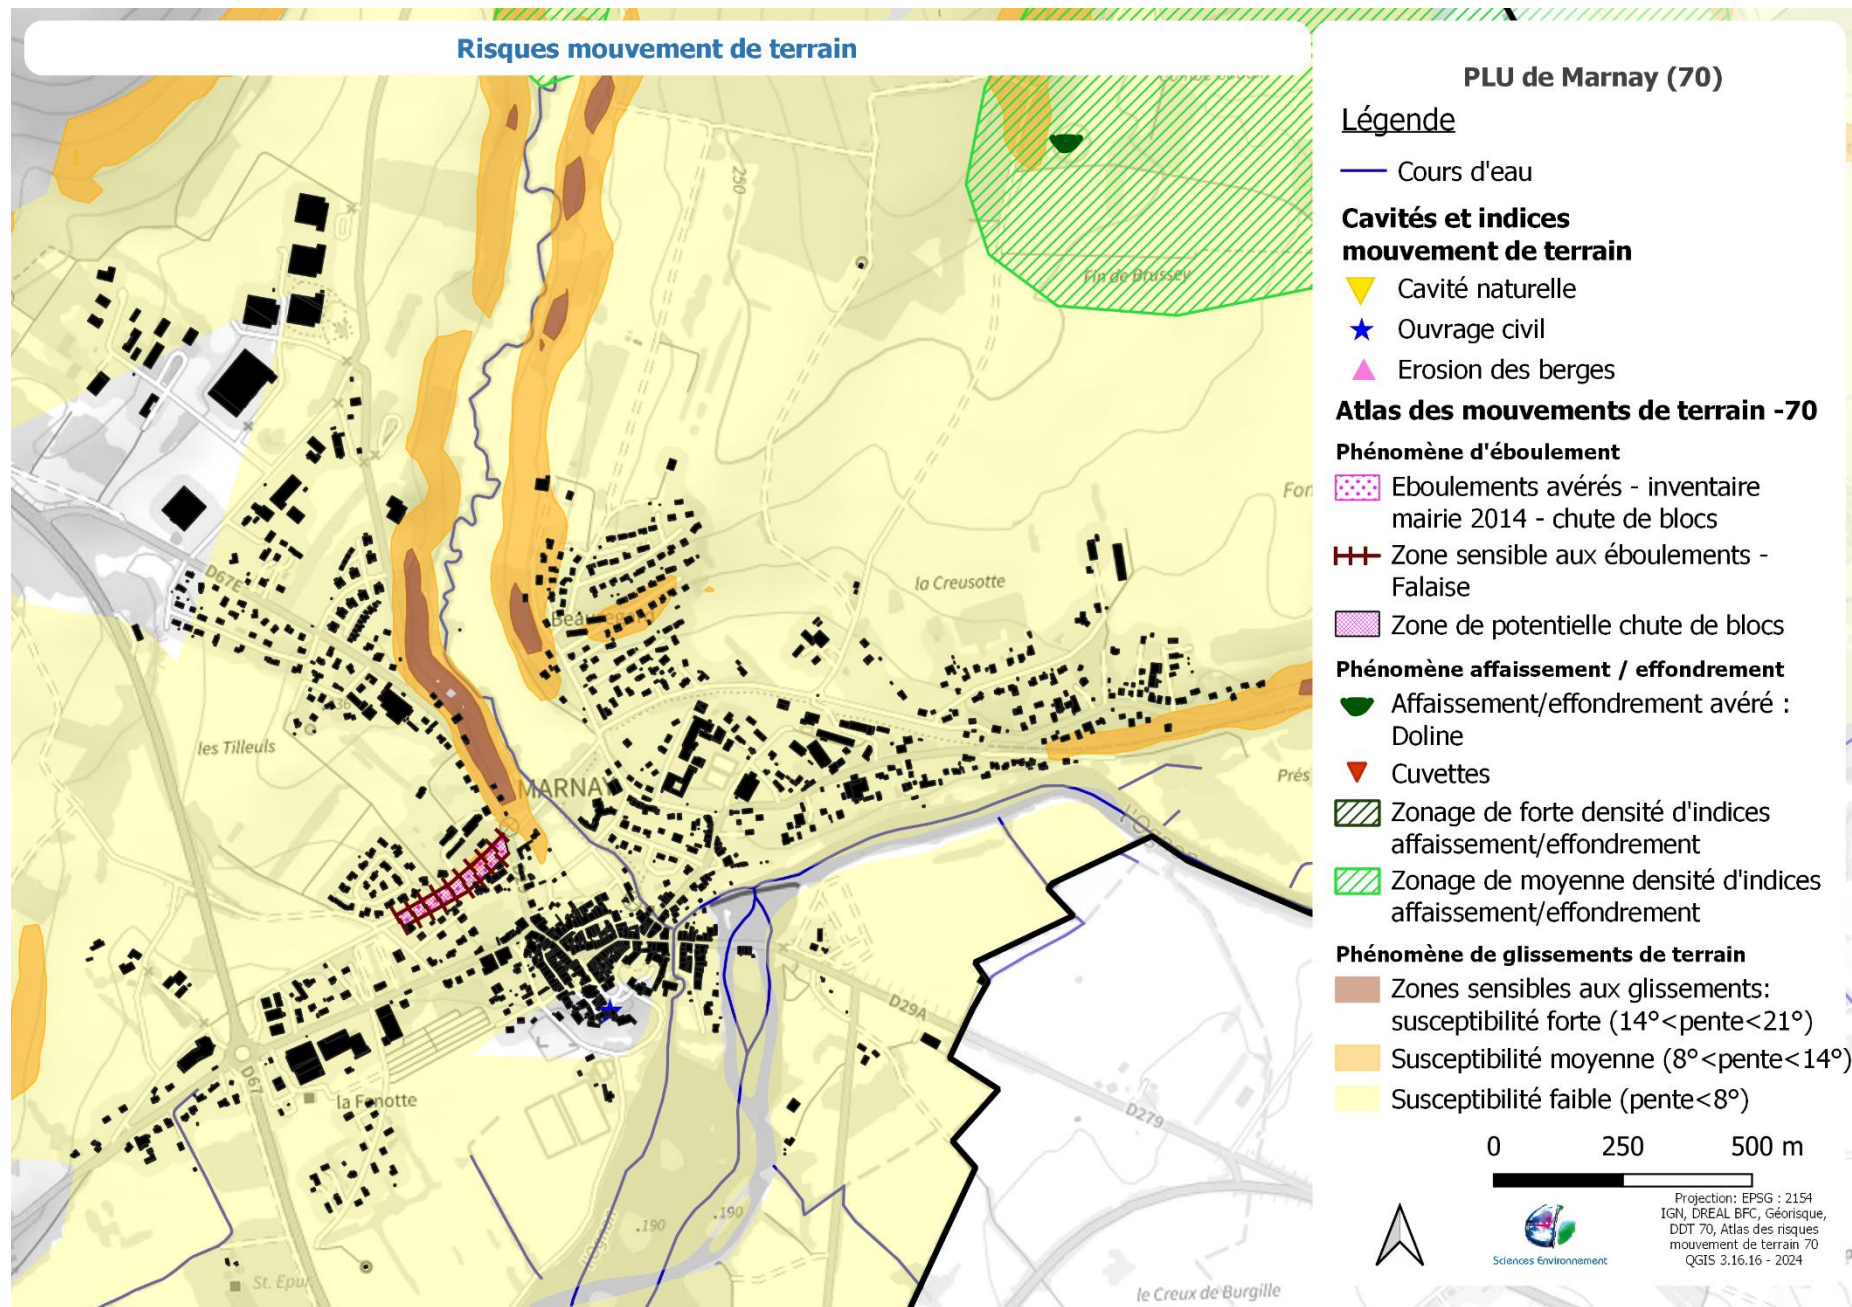 Risques mouvement de terrain
PLU de Marnay (70)
Légende
Cours d'eau
Cavités et indices
mouvement de terrain
Cavité naturelle
Ouvrage civil
Erosion des berges
Atlas des mouvements de terrain -70
Phénomène d'éboulement
Eboulements avérés - inventaire
mairie 2014 - chute de blocs
Zone sensible aux éboulements -
Falaise
Zone de potentielle chute de blocs
Phénomène affaissement / effondrement
Affaissement/effondrement avéré :
Doline
Cuvettes
Zonage de forte densité d'indices
affaissement/effondrement
Zonage de moyenne densité d'indices
affaissement/effondrement
Phénomène de glissements de terrain
Zones sensibles aux glissements:
susceptibilité forte (14°<pente<21°)
Susceptibilité moyenne (8°<pente<14°)
Susceptibilité faible (pente<8°)
0 250 500 m
Projection: EPSG : 2154
IGN, DREAL BFC, Géorisque,
DDT 70, Atlas des risques
mouvement de terrain 70
QGIS 3.16.16 - 2024
Sciences Environnement
250
Fin de Brussey
Fon
D67E
la Creusotte
Beauregard
les Tilleuls
MARNAY
Prés
l'Ognon
D29A
D67
la Fenotte
D279
l'Ognon
.190
.190
St. Epur
le Creux de Burgille